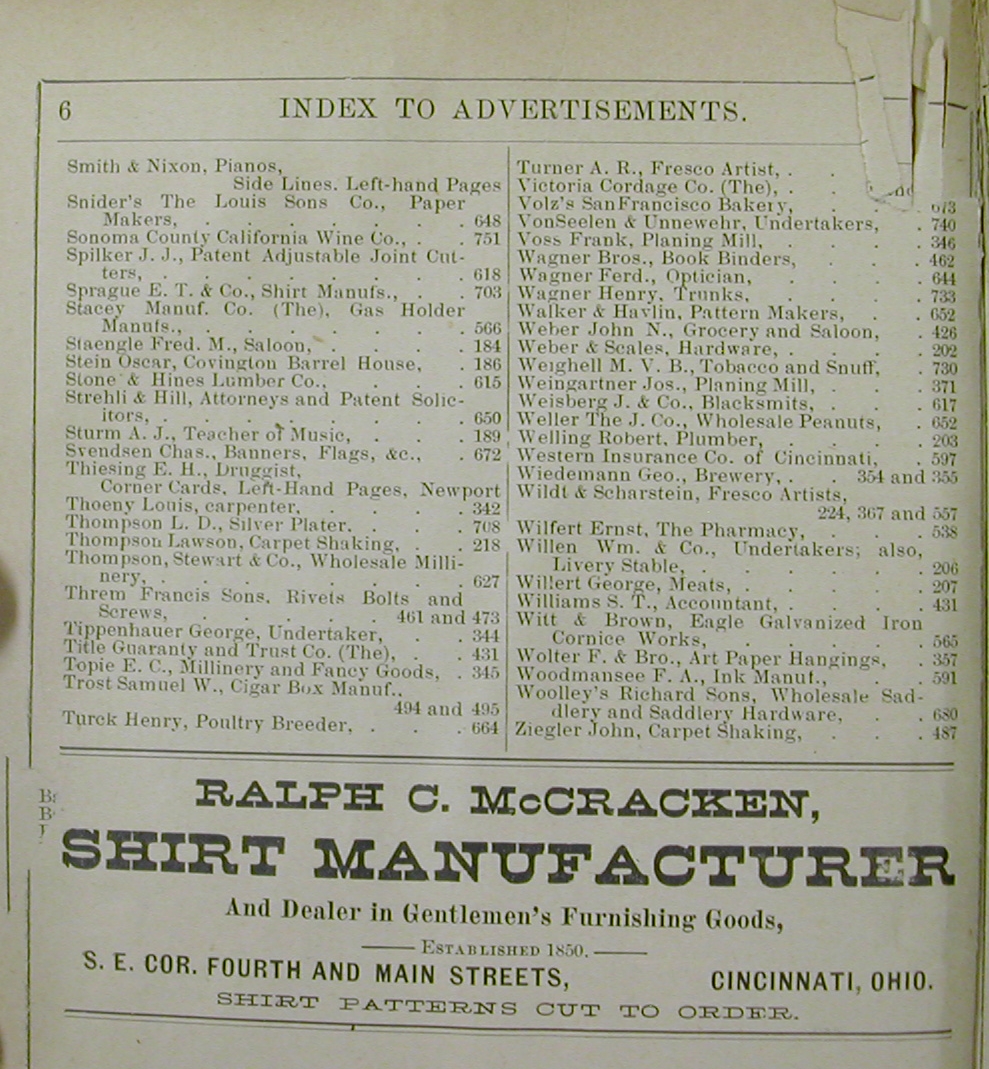 6 INDEX TO ADVERTISEMENTS.
Smith & Nixon, Pianos,
Side Lines. Left-hand Pages
Snider's The Louis Sons Co., Paper
Makers, . . . . . . . 648
Sonoma County California Wine Co., . . 751
Spilker J. J., Patent Adjustable Joint Cut-
ters, . . . . . . . . 618
Sprague E. T. & Co., Shirt Manufs., . . 703
Stacey Manuf. Co. (The), Gas Holder
Manufs., . . . . . . . 566
Staengle Fred. M., Saloon, . . . . 184
Stein Oscar, Covington Barrel House, . 186
Stone & Hines Lumber Co., . . . . 615
Strehli & Hill, Attorneys and Patent Solic-
itors, . . . . . . . . 650
Sturm A. J., Teacher of Music, . . . 189
Svendsen Chas., Banners, Flags, &c., . 672
Thiesing E. H., Druggist,
Corner Cards, Left-Hand Pages, Newport
Thoeny Louis, carpenter, . . . . 342
Thompson L. D., Silver Plater. . . . 708
Thompson Lawson, Carpet Shaking, . . 218
Thompson, Stewart & Co., Wholesale Milli-
nery, . . . . . . . . 627
Threm Francis Sons, Rivets Bolts and
Screws, . . . . . 461 and 473
Tippenhauer George, Undertaker, . . 344
Title Guaranty and Trust Co. (The), . . 431
Topie E. C., Millinery and Fancy Goods, . 345
Trost Samuel W., Cigar Box Manuf.,
494 and 495
Turck Henry, Poultry Breeder, . . . 664
Turner A. R., Fresco Artist, . .
Victoria Cordage Co. (The), . .
Volz's SanFrancisco Bakery, . . . 673
VonSeelen & Unnewehr, Undertakers, . 740
Voss Frank, Planing Mill, . . . . 346
Wagner Bros., Book Binders, . . . 462
Wagner Ferd., Optician, . . . . 644
Wagner Henry, Trunks, . . . . 733
Walker & Havlin, Pattern Makers, . . 652
Weber John N., Grocery and Saloon, . 426
Weber & Scales, Hardware, . . . . 202
Weighell M. V. B., Tobacco and Snuff, . 730
Weingartner Jos., Planing Mill, . . . 371
Weisberg J. & Co., Blacksmits, . . . 617
Weller The J. Co., Wholesale Peanuts, . 652
Welling Robert, Plumber, . . . . 203
Western Insurance Co. of Cincinnati, . 597
Wiedemann Geo., Brewery, . . 354 and 355
Wildt & Scharstein, Fresco Artists,
224, 367 and 557
Wilfert Ernst, The Pharmacy, . . . 538
Willen Wm. & Co., Undertakers; also,
Livery Stable, . . . . . . 206
Willert George, Meats, . . . . . 207
Williams S. T., Accountant, . . . . 431
Witt & Brown, Eagle Galvanized Iron
Cornice Works, . . . . . 565
Wolter F. & Bro., Art Paper Hangings, . 357
Woodmansee F. A., Ink Manuf., . . 591
Woolley's Richard Sons, Wholesale Sad-
dlery and Saddlery Hardware, . . 680
Ziegler John, Carpet Shaking, . . . 487
RALPH C. McCRACKEN,
SHIRT MANUFACTURER
And Dealer in Gentlemen's Furnishing Goods,
ESTABLISHED 1850.
S. E. COR. FOURTH AND MAIN STREETS, CINCINNATI, OHIO.
SHIRT PATTERNS CUT TO ORDER.